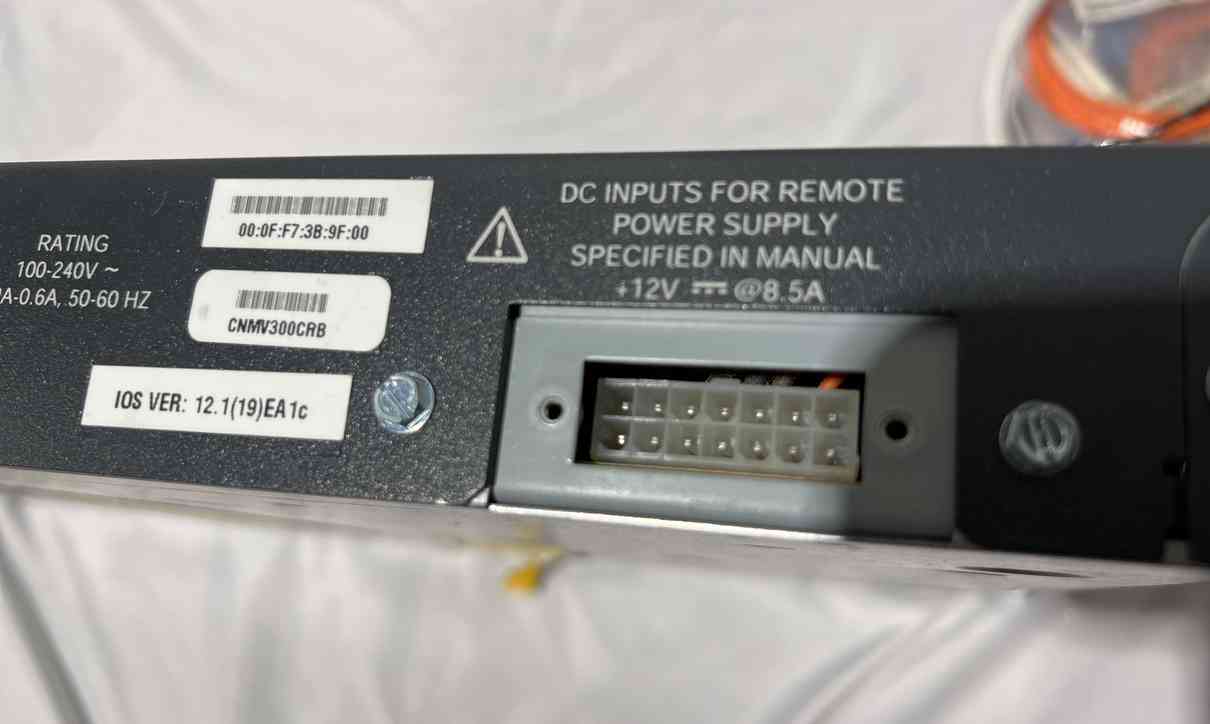 RATING
100-240V ~
A-0.6A, 50-60 HZ
00:0F:F7:3B:9F:00
CNMV300CRB
IOS VER: 12.1(19)EA1c
DC INPUTS FOR REMOTE
POWER SUPPLY
SPECIFIED IN MANUAL
+12V ⎓ @8.5A